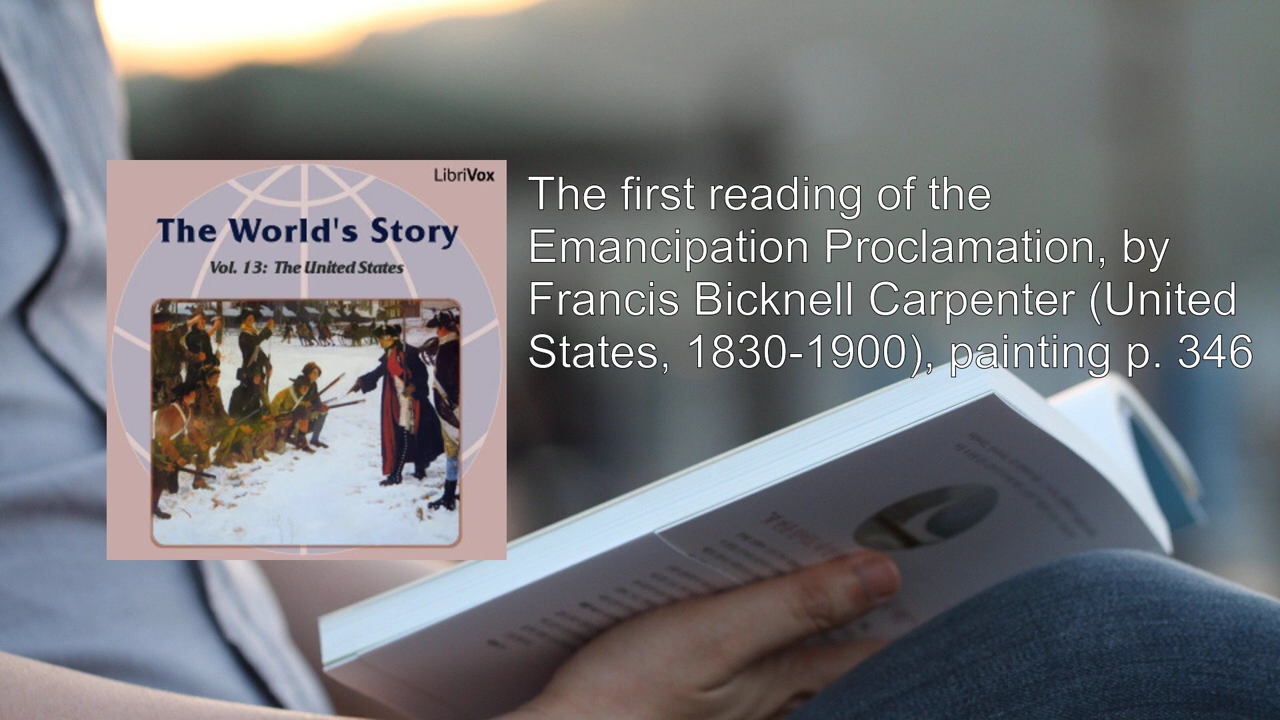 LibriVox
The World's Story
Vol. 13: The United States
The first reading of the
Emancipation Proclamation, by
Francis Bicknell Carpenter (United
States, 1830-1900), painting p. 346